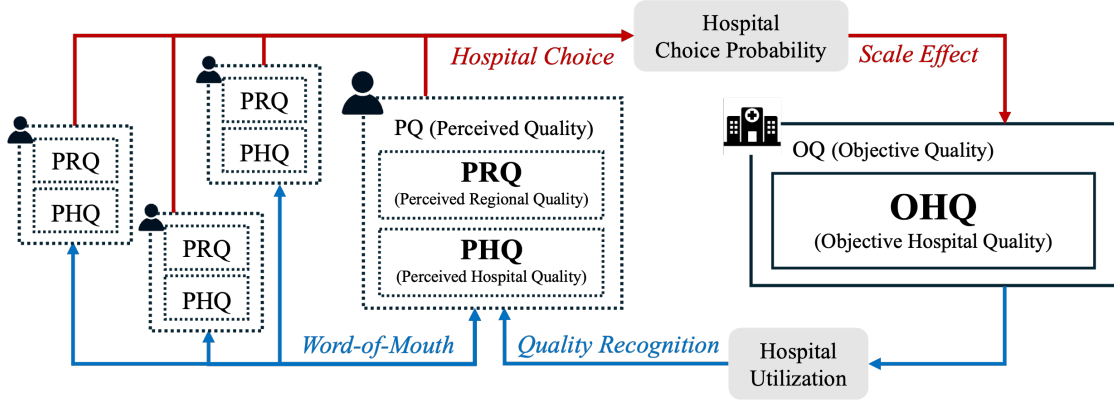 Hospital
Choice Probability
Hospital Choice
Scale Effect
PRQ
PHQ
PRQ
PHQ
PRQ
PHQ
PQ (Perceived Quality)
PRQ
(Perceived Regional Quality)
PHQ
(Perceived Hospital Quality)
OQ (Objective Quality)
OHQ
(Objective Hospital Quality)
Word-of-Mouth
Quality Recognition
Hospital
Utilization